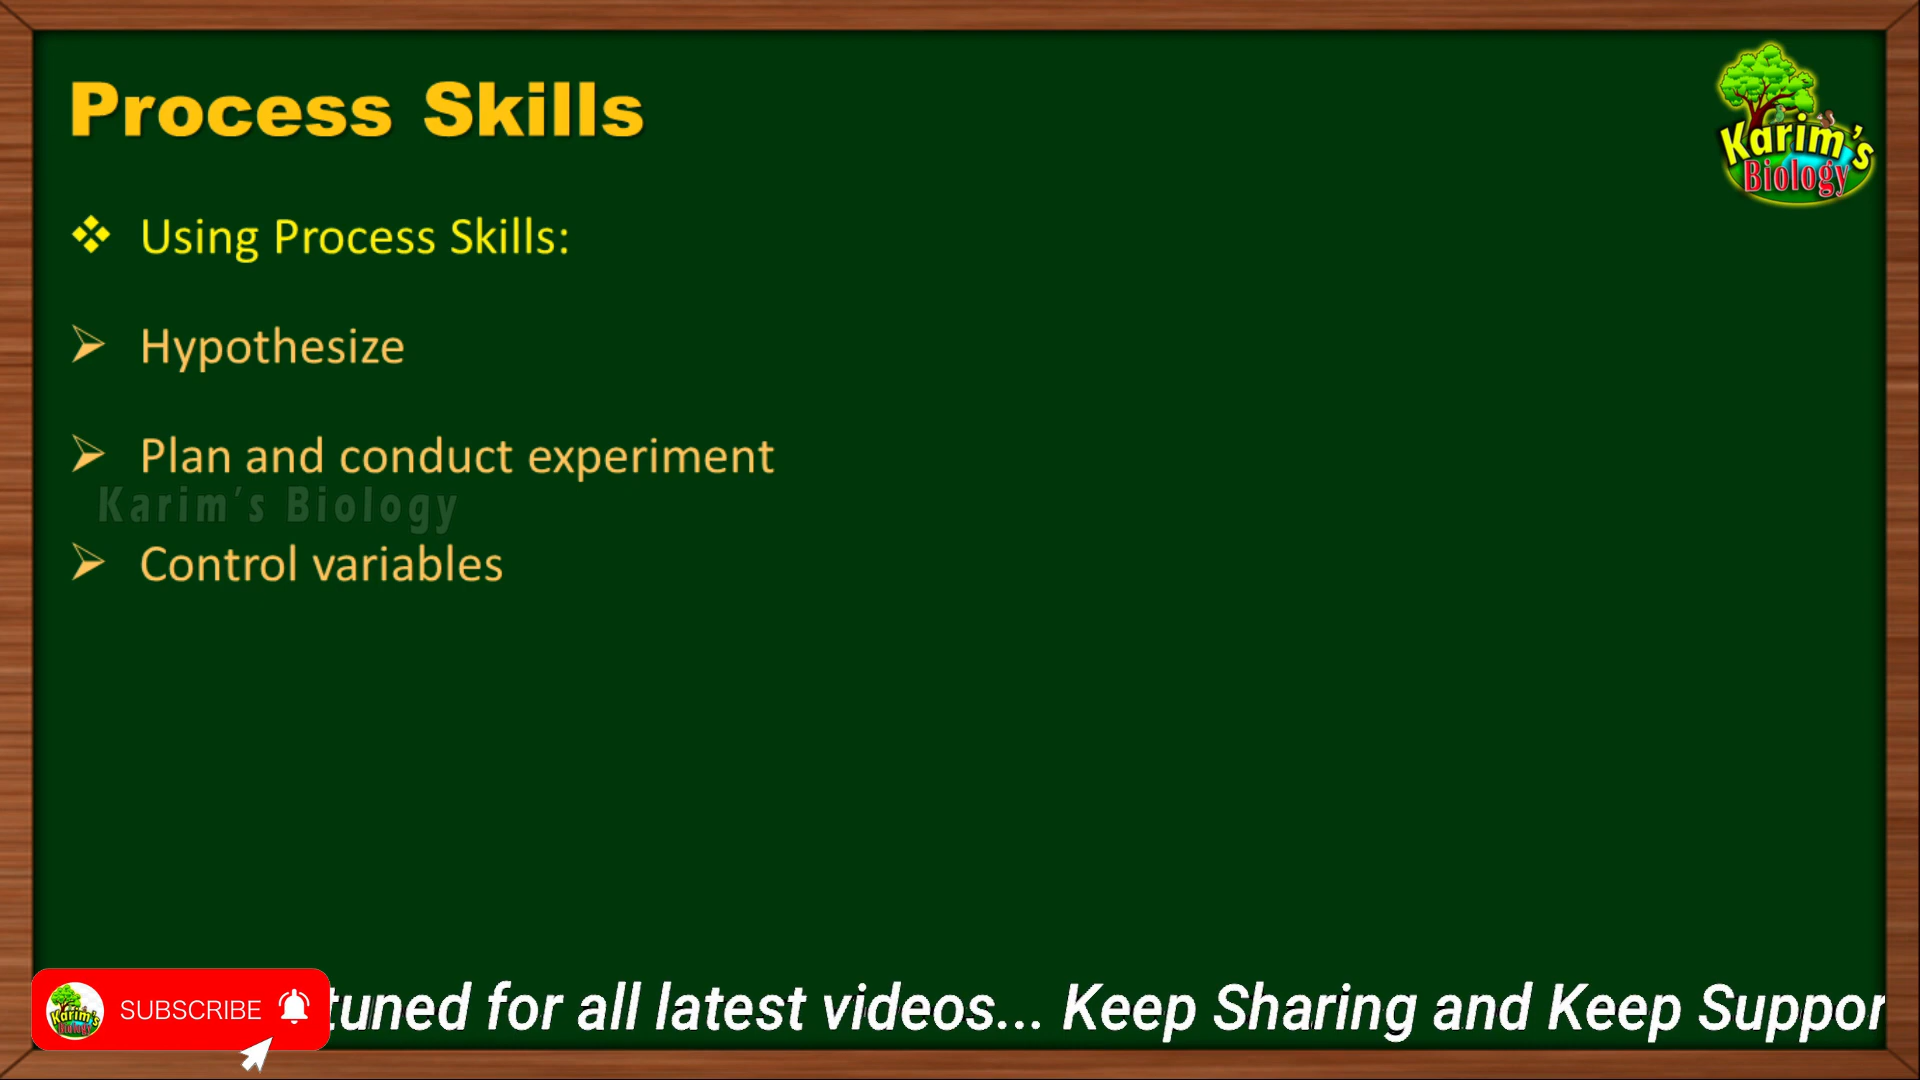 Process Skills
Karim's
Biology
Using Process Skills:
Hypothesize
Plan and conduct experiment
Karim's Biology
Control variables
SUBSCRIBE
tuned for all latest videos... Keep Sharing and Keep Suppor